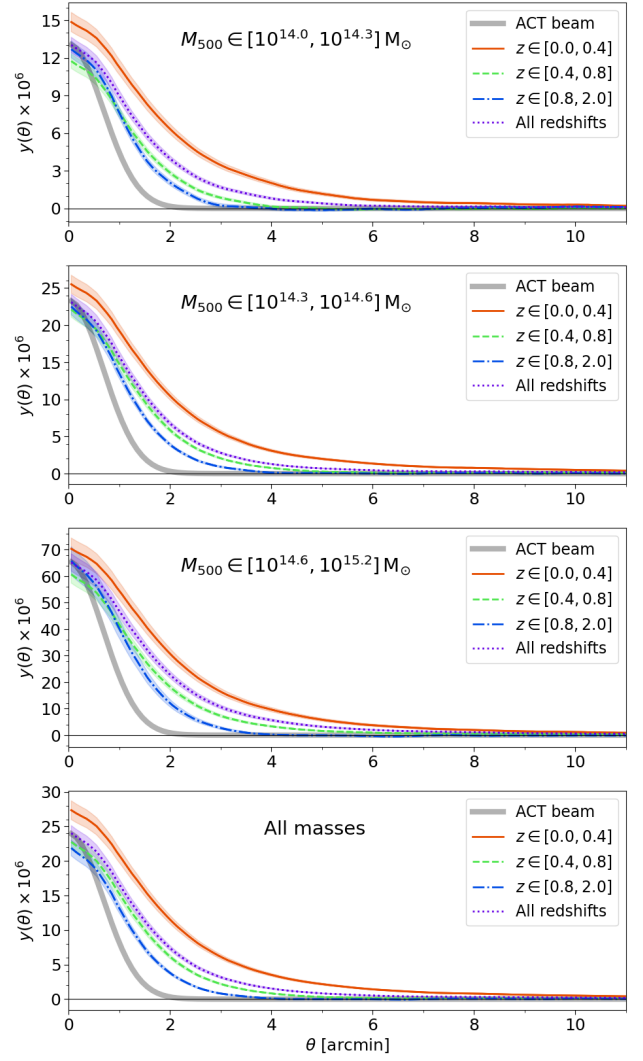 15
12
9
6
3
0
y(θ) × 10⁶
M₅₀₀ ∈ [10¹⁴·⁰, 10¹⁴·³] M⊙
ACT beam
z ∈ [0.0, 0.4]
z ∈ [0.4, 0.8]
z ∈ [0.8, 2.0]
All redshifts
0 2 4 6 8 10
25
20
15
10
5
0
y(θ) × 10⁶
M₅₀₀ ∈ [10¹⁴·³, 10¹⁴·⁶] M⊙
ACT beam
z ∈ [0.0, 0.4]
z ∈ [0.4, 0.8]
z ∈ [0.8, 2.0]
All redshifts
0 2 4 6 8 10
70
60
50
40
30
20
10
0
y(θ) × 10⁶
M₅₀₀ ∈ [10¹⁴·⁶, 10¹⁵·²] M⊙
ACT beam
z ∈ [0.0, 0.4]
z ∈ [0.4, 0.8]
z ∈ [0.8, 2.0]
All redshifts
0 2 4 6 8 10
30
25
20
15
10
5
0
y(θ) × 10⁶
All masses
ACT beam
z ∈ [0.0, 0.4]
z ∈ [0.4, 0.8]
z ∈ [0.8, 2.0]
All redshifts
0 2 4 6 8 10
θ [arcmin]